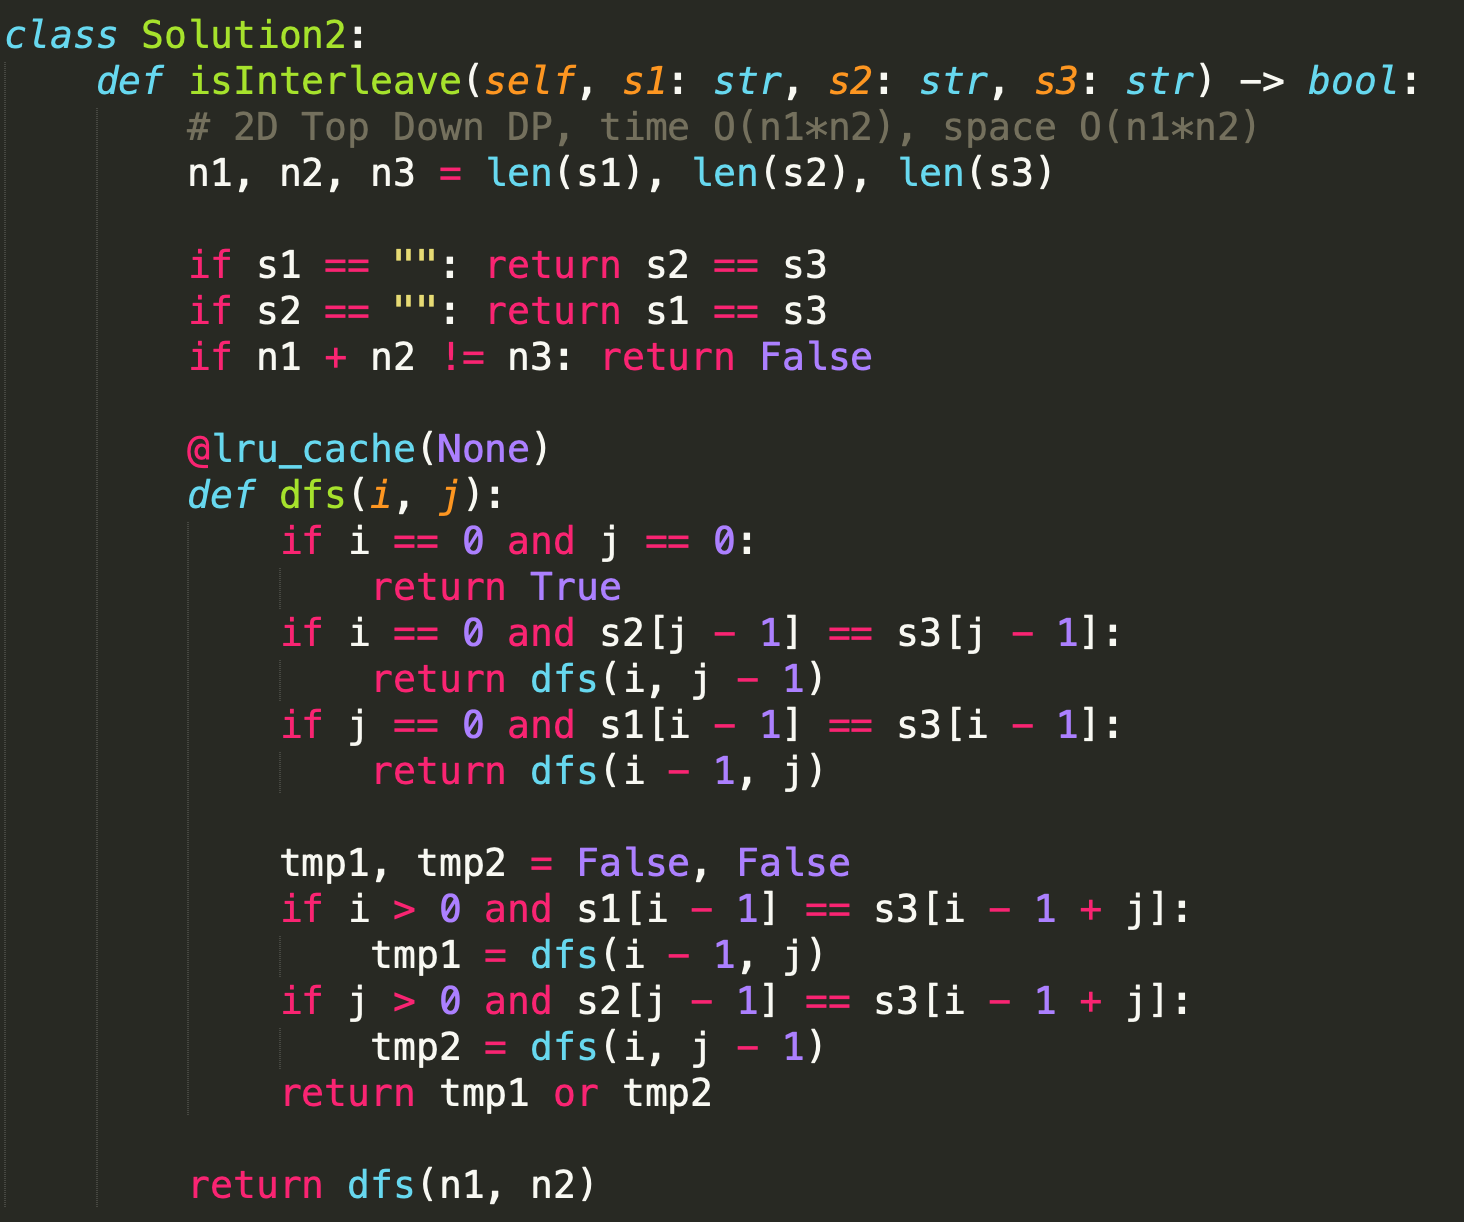 class Solution2:
    def isInterleave(self, s1: str, s2: str, s3: str) -> bool:
        # 2D Top Down DP, time O(n1*n2), space O(n1*n2)
        n1, n2, n3 = len(s1), len(s2), len(s3)

        if s1 == "": return s2 == s3
        if s2 == "": return s1 == s3
        if n1 + n2 != n3: return False

        @lru_cache(None)
        def dfs(i, j):
            if i == 0 and j == 0:
                return True
            if i == 0 and s2[j - 1] == s3[j - 1]:
                return dfs(i, j - 1)
            if j == 0 and s1[i - 1] == s3[i - 1]:
                return dfs(i - 1, j)

            tmp1, tmp2 = False, False
            if i > 0 and s1[i - 1] == s3[i - 1 + j]:
                tmp1 = dfs(i - 1, j)
            if j > 0 and s2[j - 1] == s3[i - 1 + j]:
                tmp2 = dfs(i, j - 1)
            return tmp1 or tmp2

        return dfs(n1, n2)